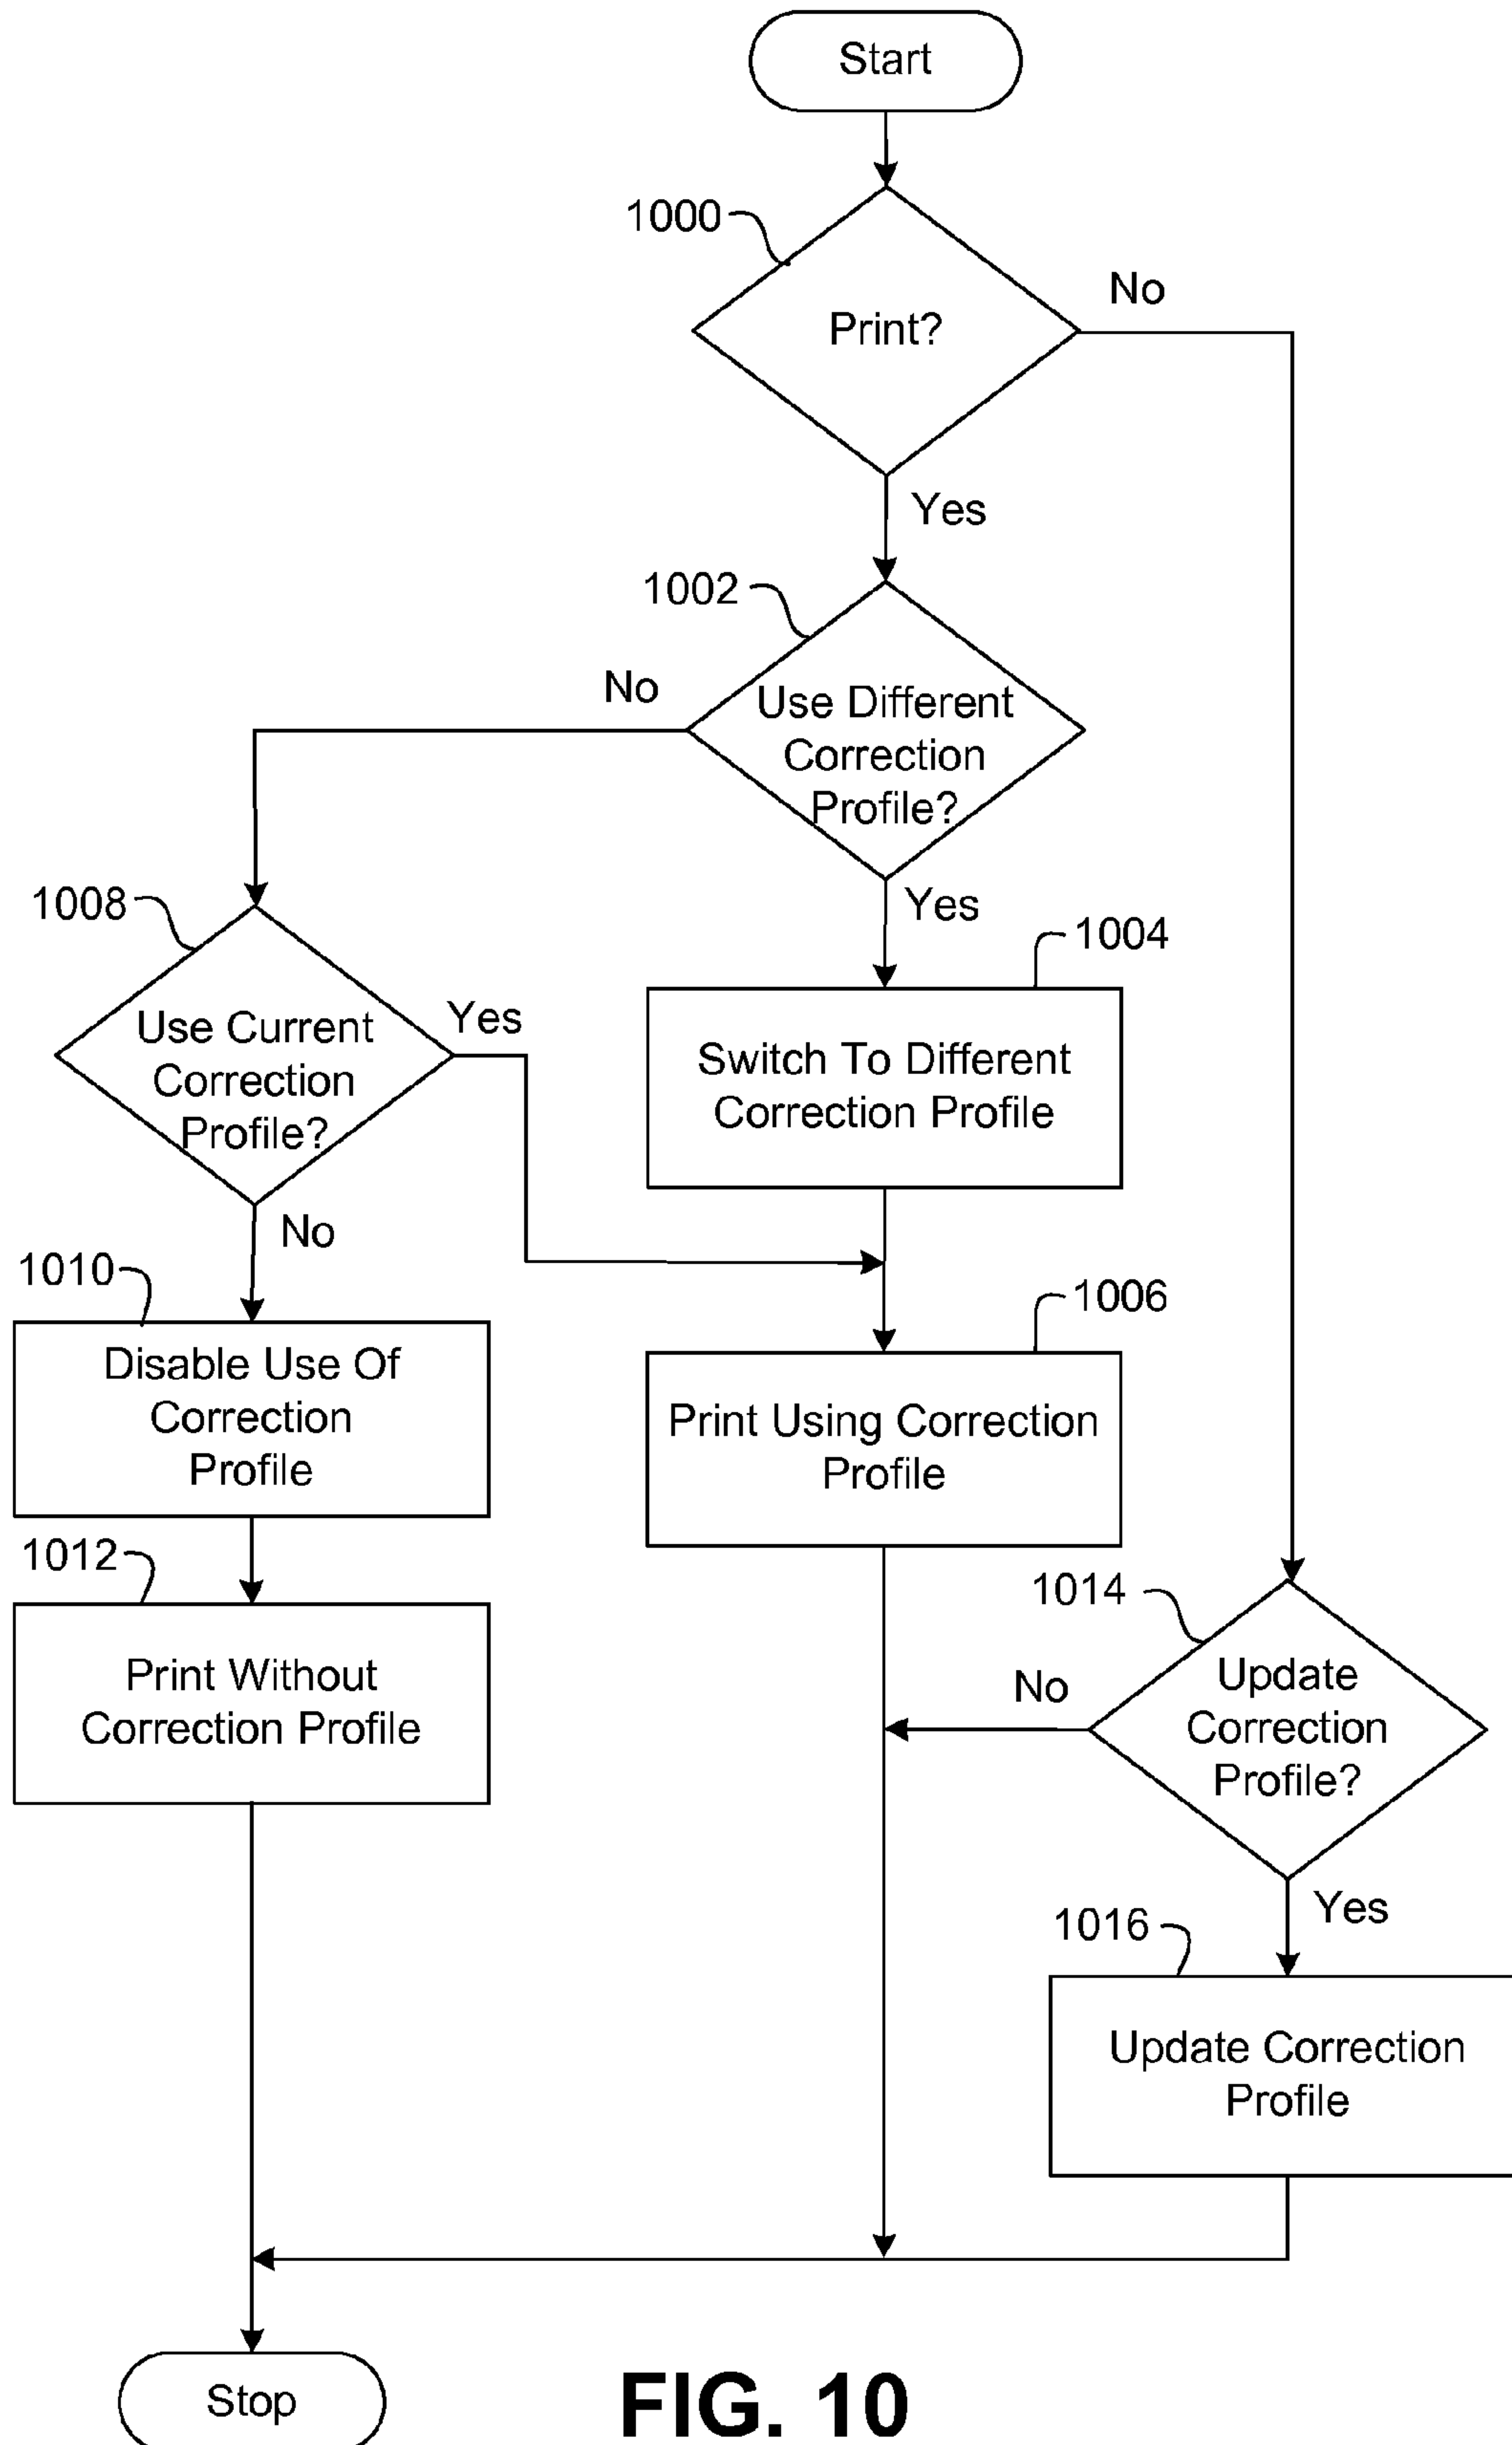 Start
1000
Print?
No
Yes
1002
No
Use Different
Correction
Profile?
Yes
1008
1004
Use Current
Correction
Profile?
Yes
Switch To Different
Correction Profile
No
1010
1006
Disable Use Of
Correction
Profile
Print Using Correction
Profile
1012
1014
Print Without
Correction Profile
No
Update
Correction
Profile?
Yes
1016
Update Correction
Profile
Stop
FIG. 10